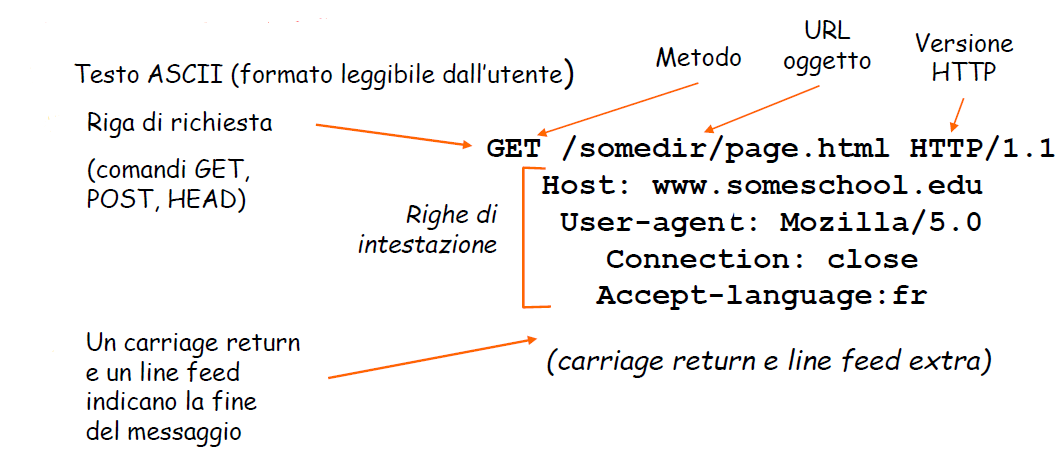 Testo ASCII (formato leggibile dall'utente)
Metodo
URL
oggetto
Versione
HTTP
Riga di richiesta
(comandi GET,
POST, HEAD)
GET /somedir/page.html HTTP/1.1
Host: www.someschool.edu
User-agent: Mozilla/5.0
Connection: close
Accept-language:fr
Righe di
intestazione
Un carriage return
e un line feed
indicano la fine
del messaggio
(carriage return e line feed extra)